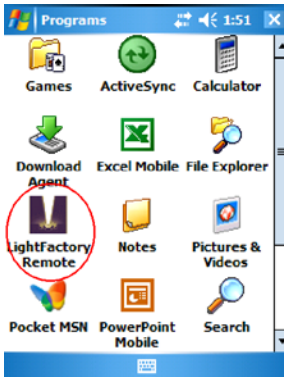 Programs 1:51
Games ActiveSync Calculator
Download Excel Mobile File Explorer
Agent
LightFactory Notes Pictures &
Remote Videos
Pocket MSN PowerPoint Search
Mobile